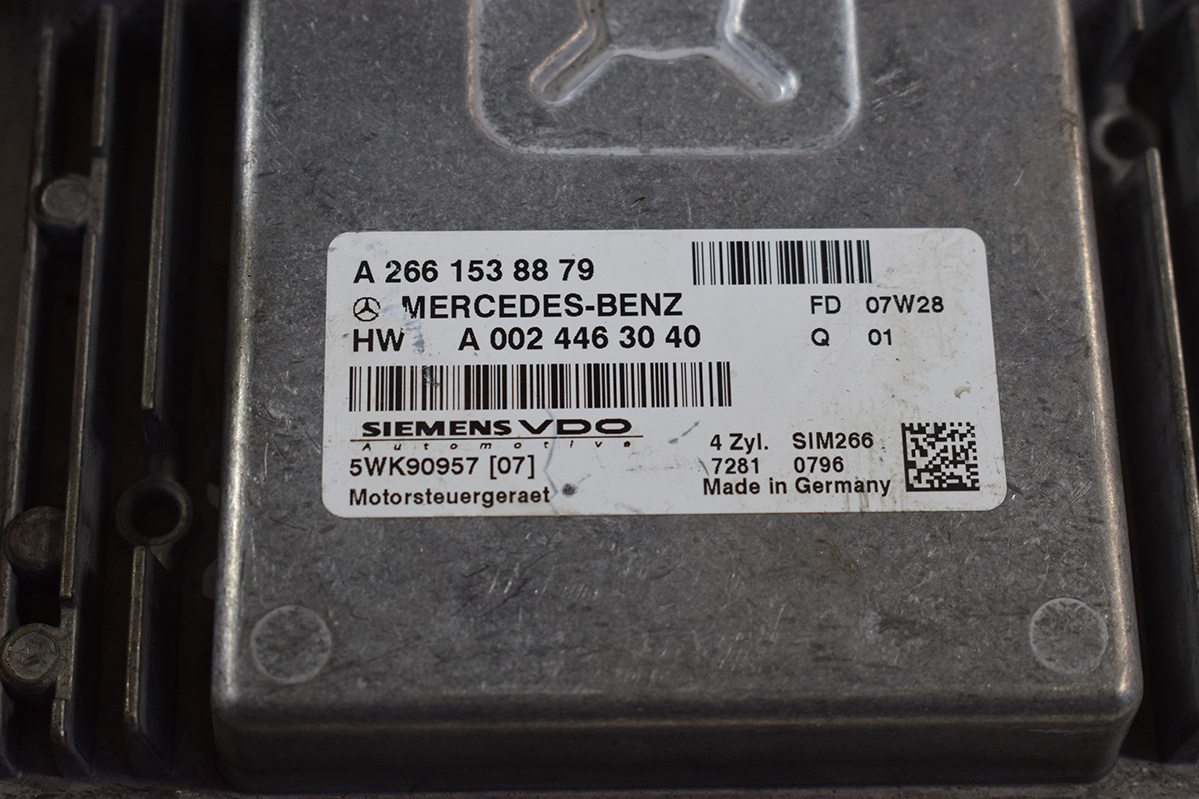 A 266 153 88 79
MERCEDES-BENZ FD 07W28
HW A 002 446 30 40 Q 01
SIEMENS VDO
Automotive
4 Zyl. SIM266
5WK90957 [07] 7281 0796
Motorsteuergeraet Made in Germany